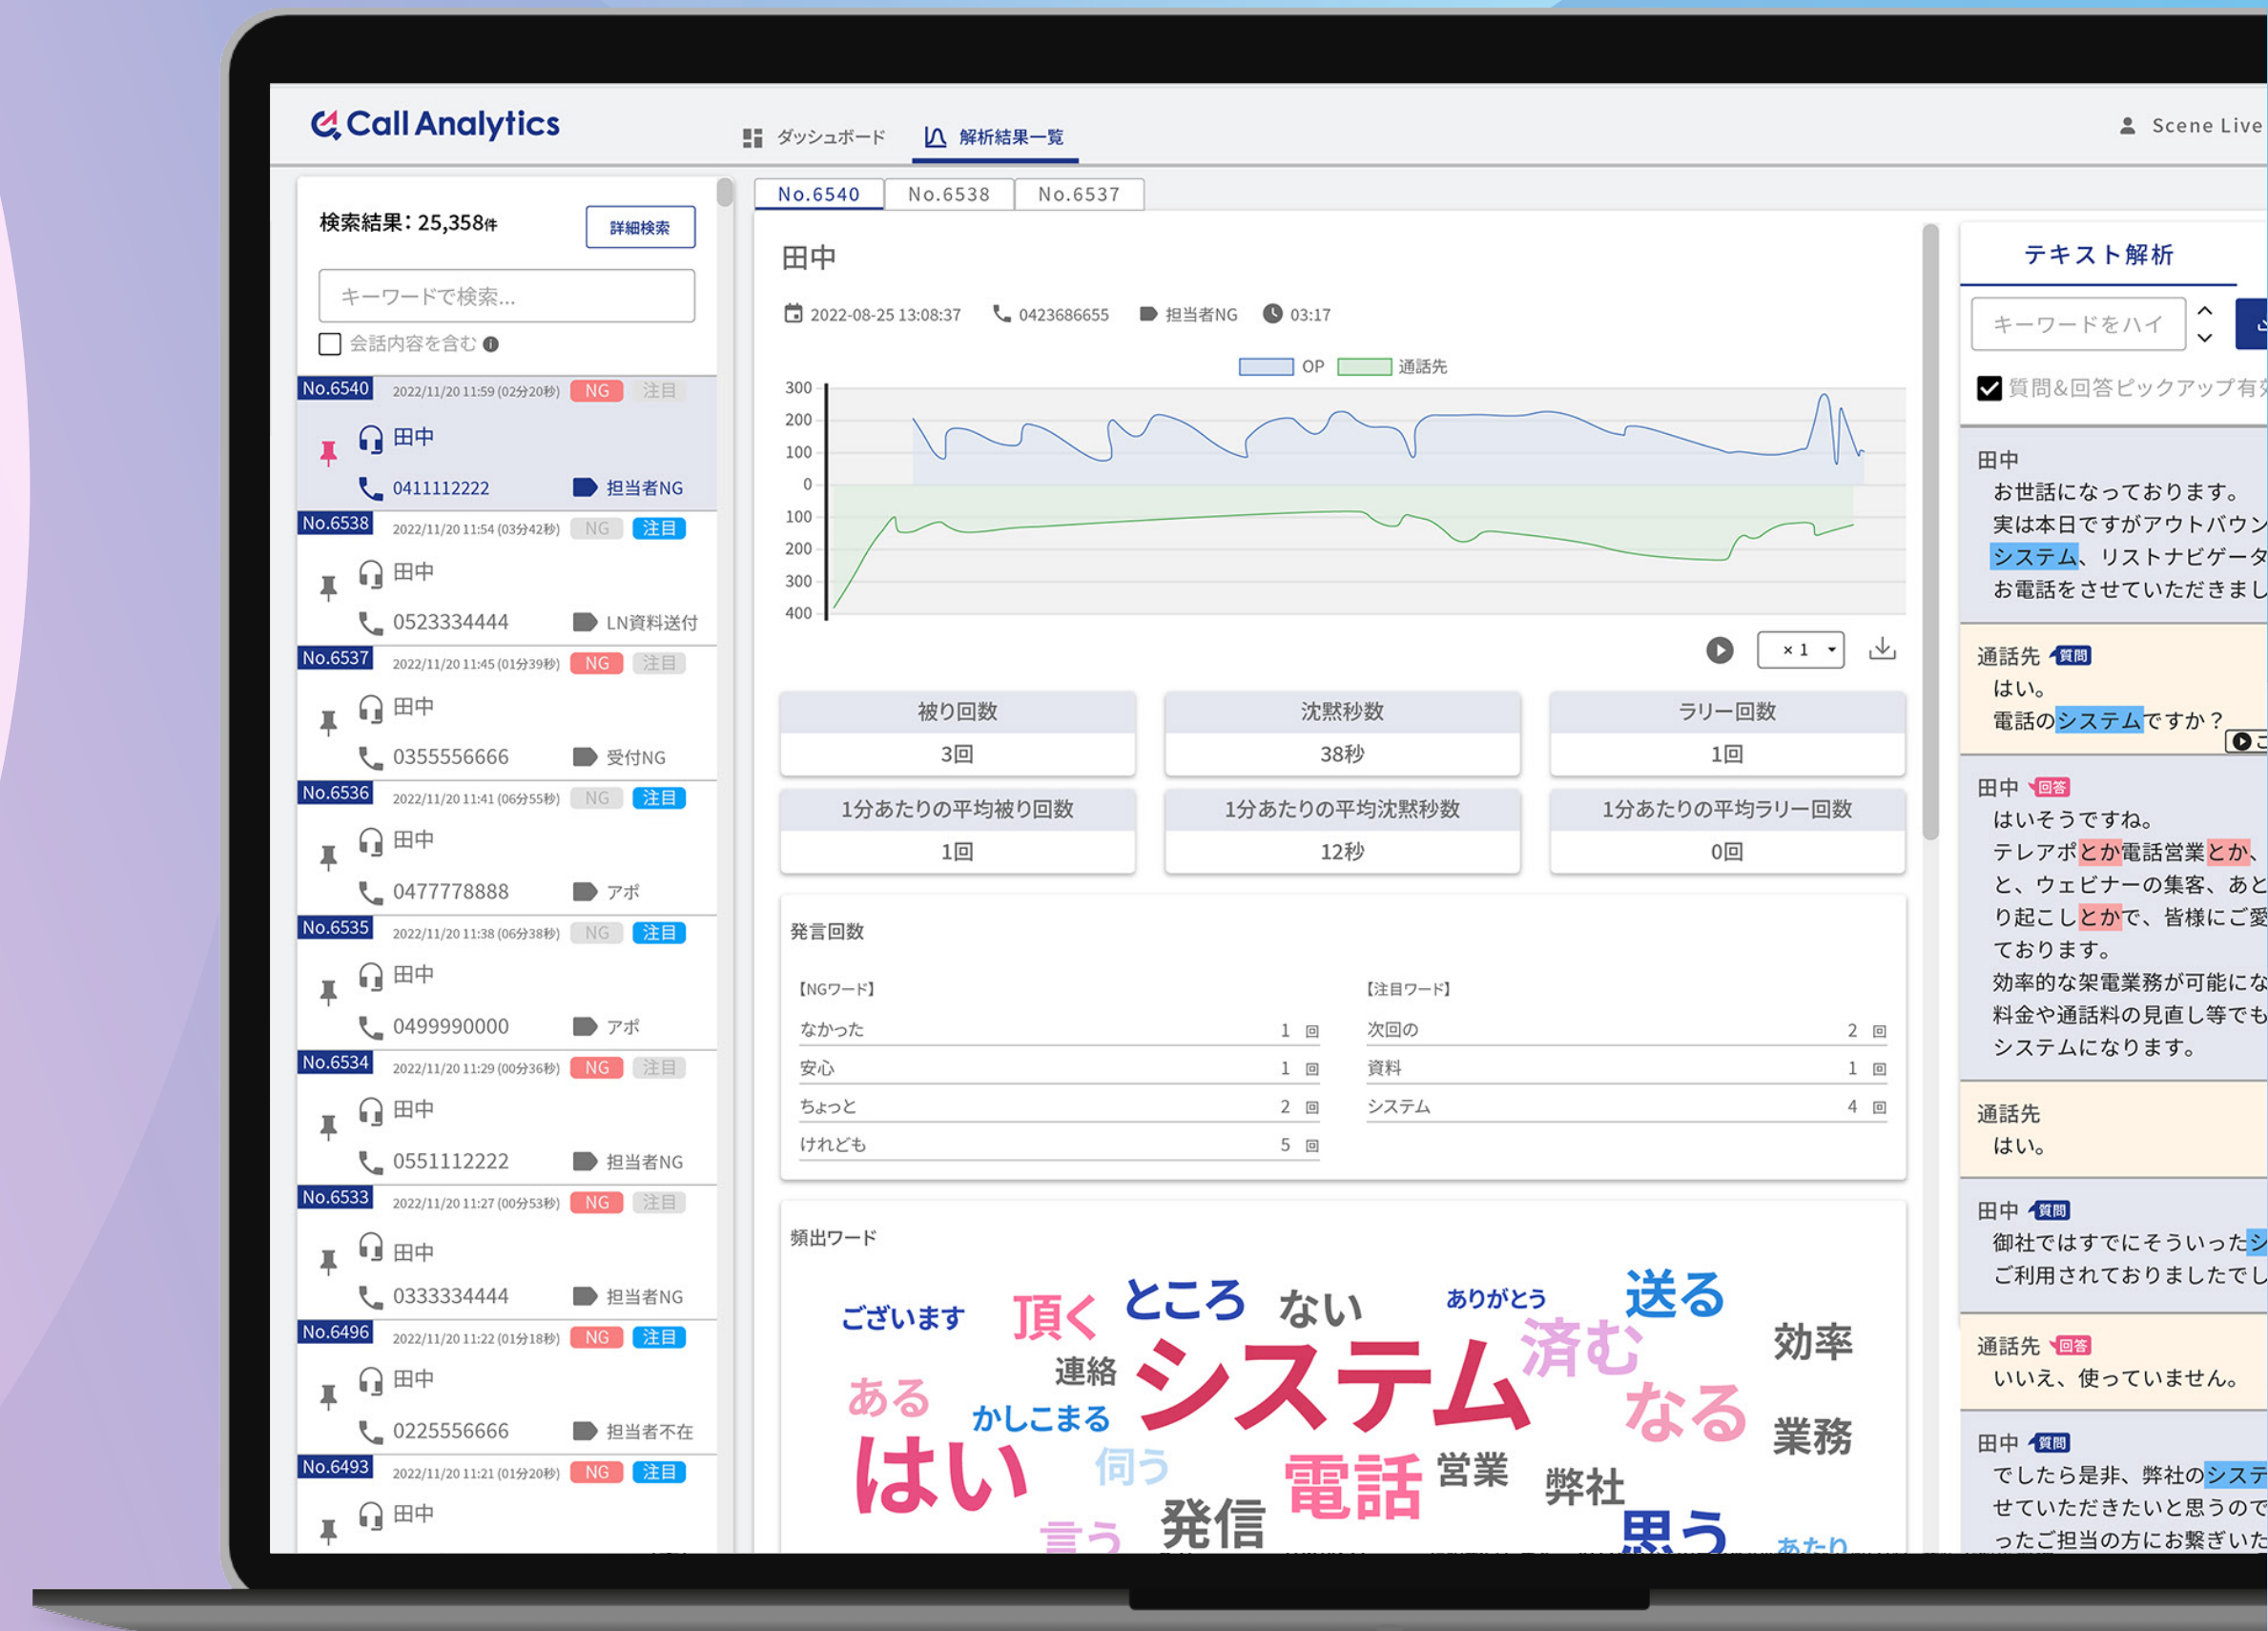 Call Analytics
ダッシュボード
解析結果一覧
Scene Live
検索結果：25,358件
詳細検索
キーワードで検索...
会話内容を含む
No.6540 2022/11/20 11:59 (02分20秒) NG 注目
田中
0411112222 担当者NG
No.6538 2022/11/20 11:54 (03分42秒) NG 注目
田中
0523334444 LN資料送付
No.6537 2022/11/20 11:45 (01分39秒) NG 注目
田中
0355556666 受付NG
No.6536 2022/11/20 11:41 (06分55秒) NG 注目
田中
0477778888 アポ
No.6535 2022/11/20 11:38 (06分38秒) NG 注目
田中
0499990000 アポ
No.6534 2022/11/20 11:29 (00分36秒) NG 注目
田中
0551112222 担当者NG
No.6533 2022/11/20 11:27 (00分53秒) NG 注目
田中
0333334444 担当者NG
No.6496 2022/11/20 11:22 (01分18秒) NG 注目
田中
0225556666 担当者不在
No.6493 2022/11/20 11:21 (01分20秒) NG 注目
田中
No.6540 No.6538 No.6537
田中
2022-08-25 13:08:37 0423686655 担当者NG 03:17
OP 通話先
300
200
100
0
100
200
300
400
× 1
被り回数 沈黙秒数 ラリー回数
3回 38秒 1回
1分あたりの平均被り回数 1分あたりの平均沈黙秒数 1分あたりの平均ラリー回数
1回 12秒 0回
発言回数
【NGワード】 【注目ワード】
なかった 1 回 次回の 2 回
安心 1 回 資料 1 回
ちょっと 2 回 システム 4 回
けれども 5 回
頻出ワード
ございます 頂く ところ ない ありがとう 送る
済む 効率
連絡 システム
ある かしこまる なる 業務
はい 伺う 電話 営業 弊社
言う 発信 思う あたり
テキスト解析
キーワードをハイ
質問&回答ピックアップ有効
田中
お世話になっております。
実は本日ですがアウトバウン
システム、リストナビゲータ
お電話をさせていただきまし
通話先 質問
はい。
電話のシステムですか？
田中 回答
はいそうですね。
テレアポとか電話営業とか、
と、ウェビナーの集客、あと
り起こしとかで、皆様にご愛
ております。
効率的な架電業務が可能にな
料金や通話料の見直し等でも
システムになります。
通話先
はい。
田中 質問
御社ではすでにそういったシ
ご利用されておりましたでし
通話先 回答
いいえ、使っていません。
田中 質問
でしたら是非、弊社のシステ
せていただきたいと思うので
ったご担当の方にお繋ぎいた